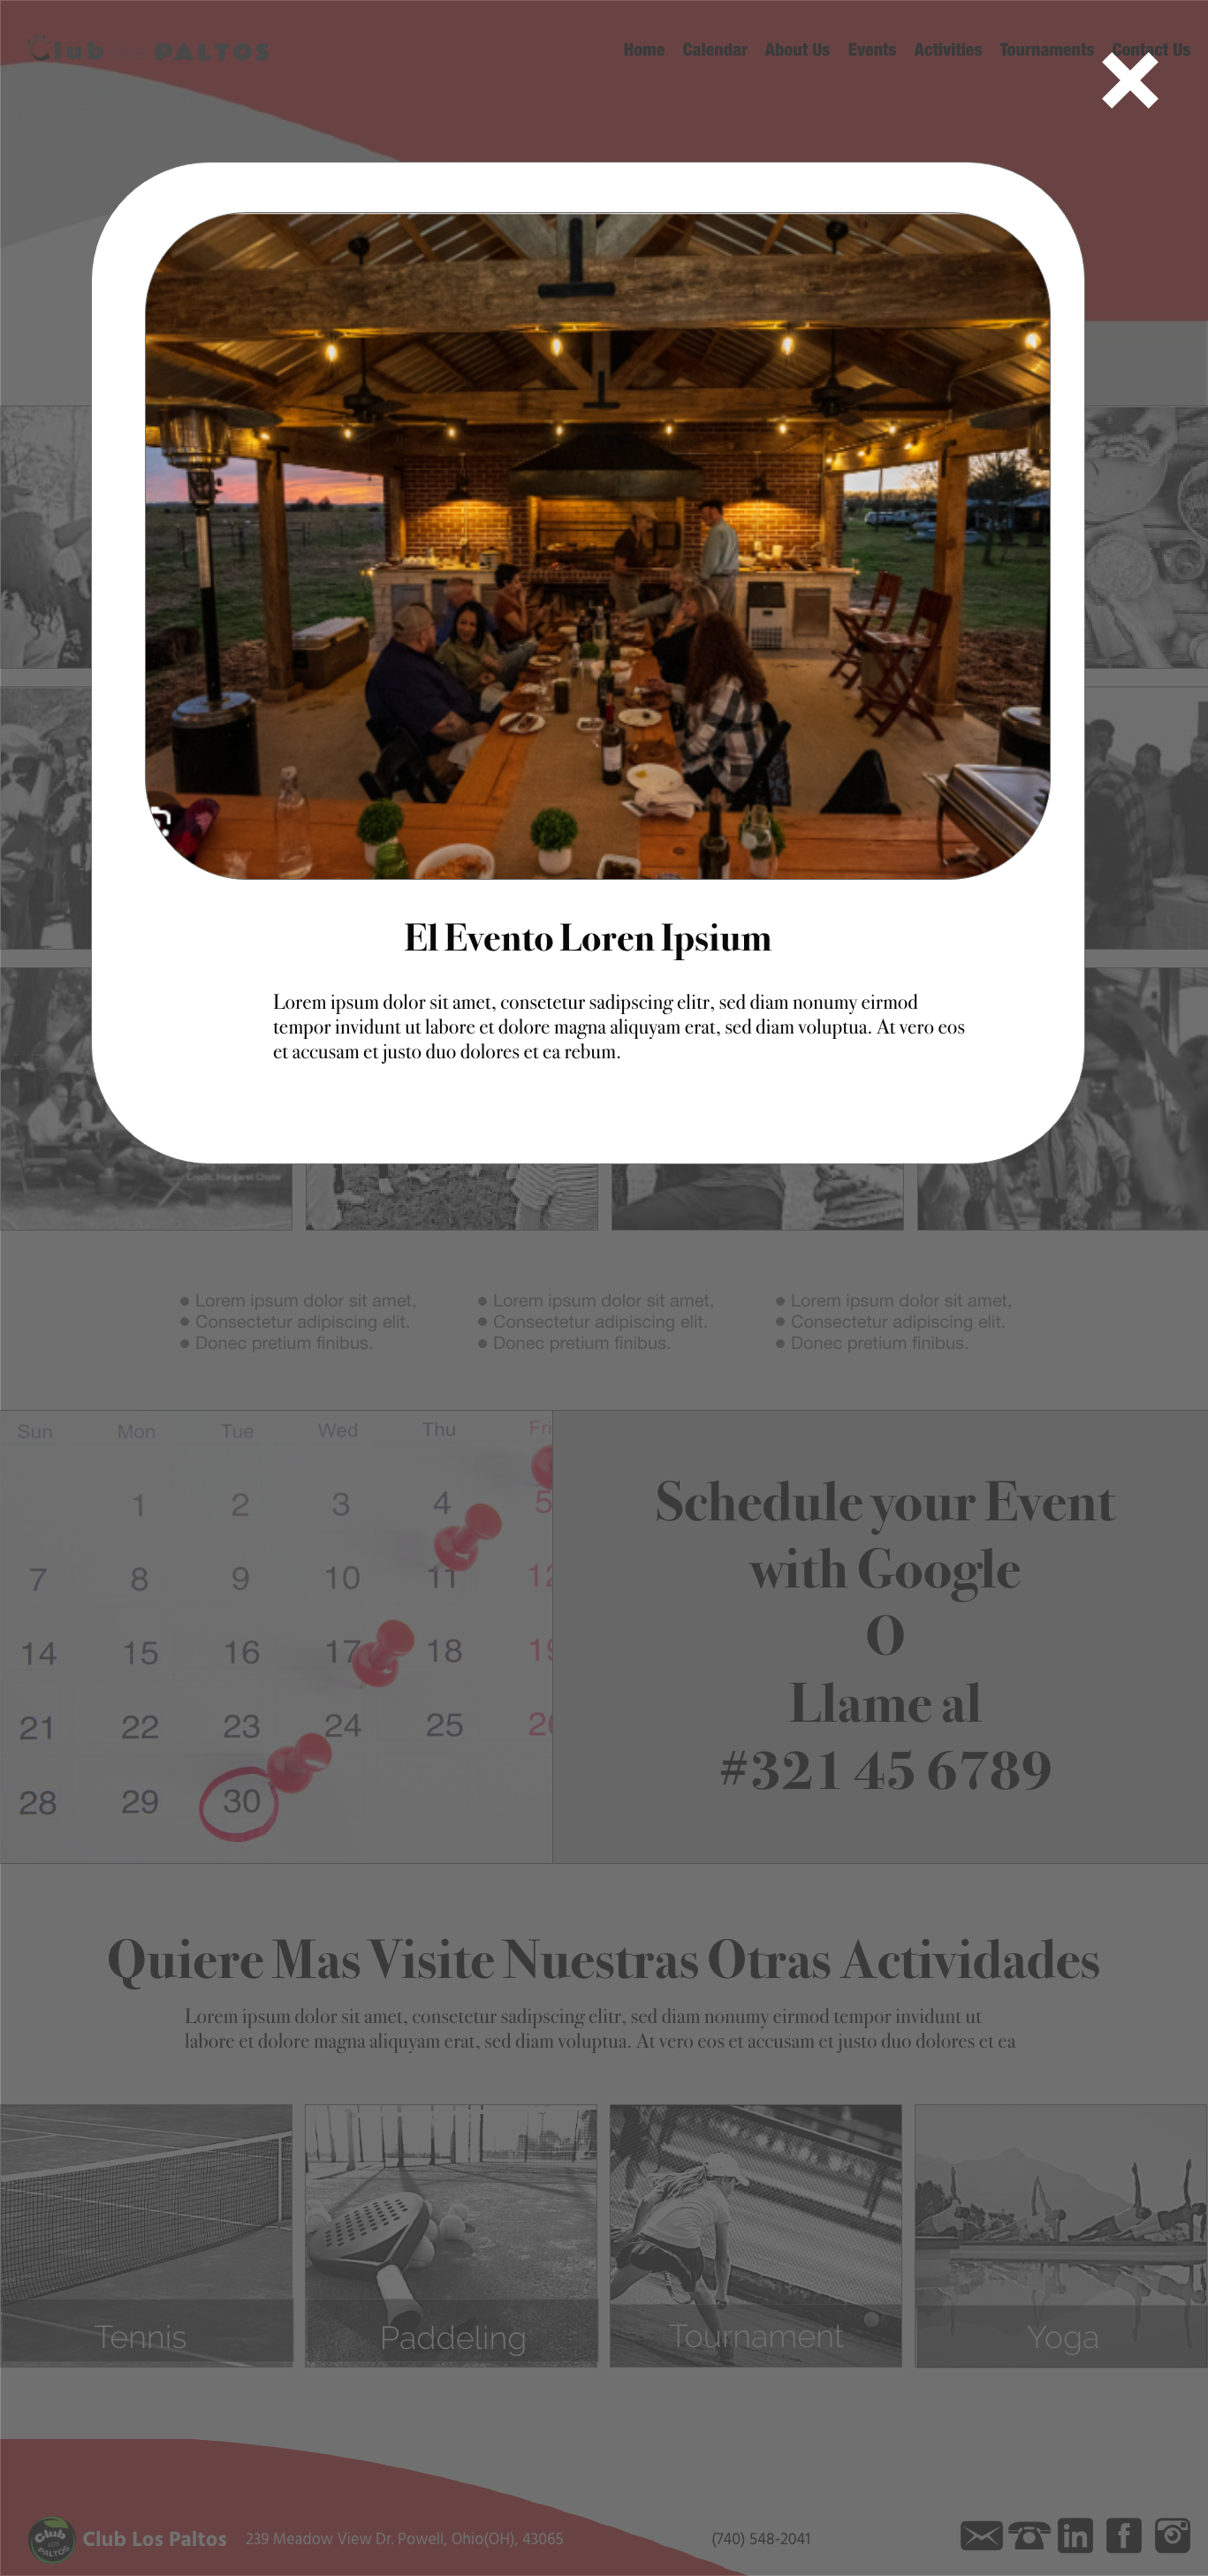 Club LOS PALTOS
Home Calendar About Us Events Activities Tournaments Contact Us
El Evento Loren Ipsium
Lorem ipsum dolor sit amet, consetetur sadipscing elitr, sed diam nonumy eirmod
tempor invidunt ut labore et dolore magna aliquyam erat, sed diam voluptua. At vero eos
et accusam et justo duo dolores et ea rebum.
Credit: Margaret Chute
Lorem ipsum dolor sit amet,
Consectetur adipiscing elit.
Donec pretium finibus.
Lorem ipsum dolor sit amet,
Consectetur adipiscing elit.
Donec pretium finibus.
Lorem ipsum dolor sit amet,
Consectetur adipiscing elit.
Donec pretium finibus.
Sun Mon Tue Wed Thu Fri
1 2 3 4 5
7 8 9 10 11 12
14 15 16 17 18 19
21 22 23 24 25 26
28 29 30
Schedule your Event
with Google
O
Llame al
#321 45 6789
Quiere Mas Visite Nuestras Otras Actividades
Lorem ipsum dolor sit amet, consetetur sadipscing elitr, sed diam nonumy eirmod tempor invidunt ut
labore et dolore magna aliquyam erat, sed diam voluptua. At vero eos et accusam et justo duo dolores et ea
Tennis
Paddeling
Tournament
Yoga
Club
LOS
PALTOS
Club Los Paltos 239 Meadow View Dr. Powell, Ohio(OH), 43065 (740) 548-2041
in f